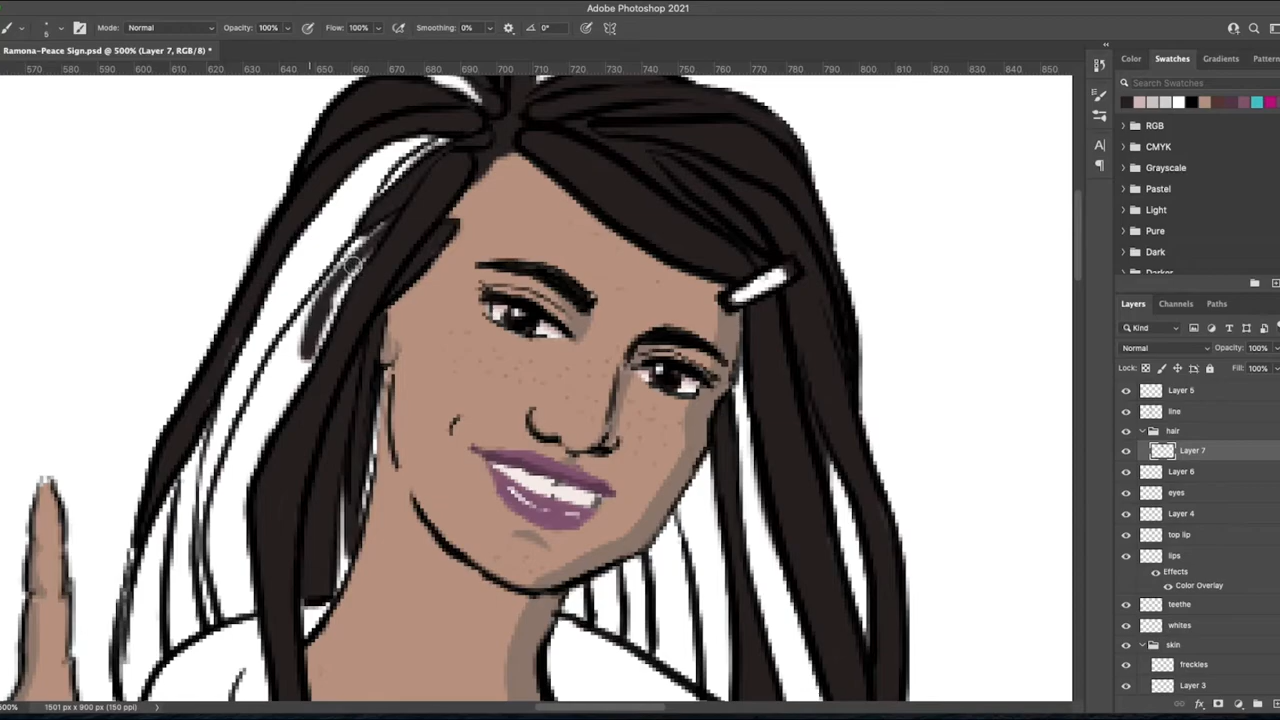 Adobe Photoshop 2021
5 Mode: Normal Opacity: 100% Flow: 100% Smoothing: 0% 0°
Ramona-Peace Sign.psd @ 500% (Layer 7, RGB/8) *
570 580 590 600 610 620 630 640 650 660 670 680 690 700 710 720 730 740 750 760 770 780 790 800 810 820 830 840 850
Color Swatches Gradients Pattern
Search Swatches
RGB
CMYK
Grayscale
Pastel
Light
Pure
Dark
Darker
Layers Channels Paths
Kind
Normal Opacity: 100%
Lock: Fill: 100%
Layer 5
line
hair
Layer 7
Layer 6
eyes
Layer 4
top lip
lips
Effects
Color Overlay
teethe
whites
skin
freckles
Layer 3
fx
500% 1501 px x 900 px (150 ppi)